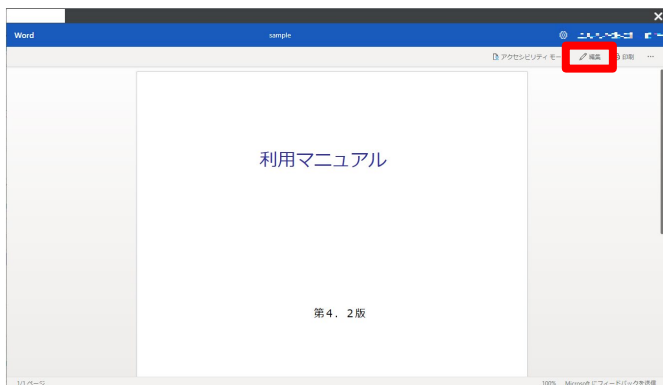 Word
sample
アクセシビリティ モー
編集
印刷
...
利用マニュアル
第4．2版
1/1 ページ
100%
Microsoft にフィードバックを送信